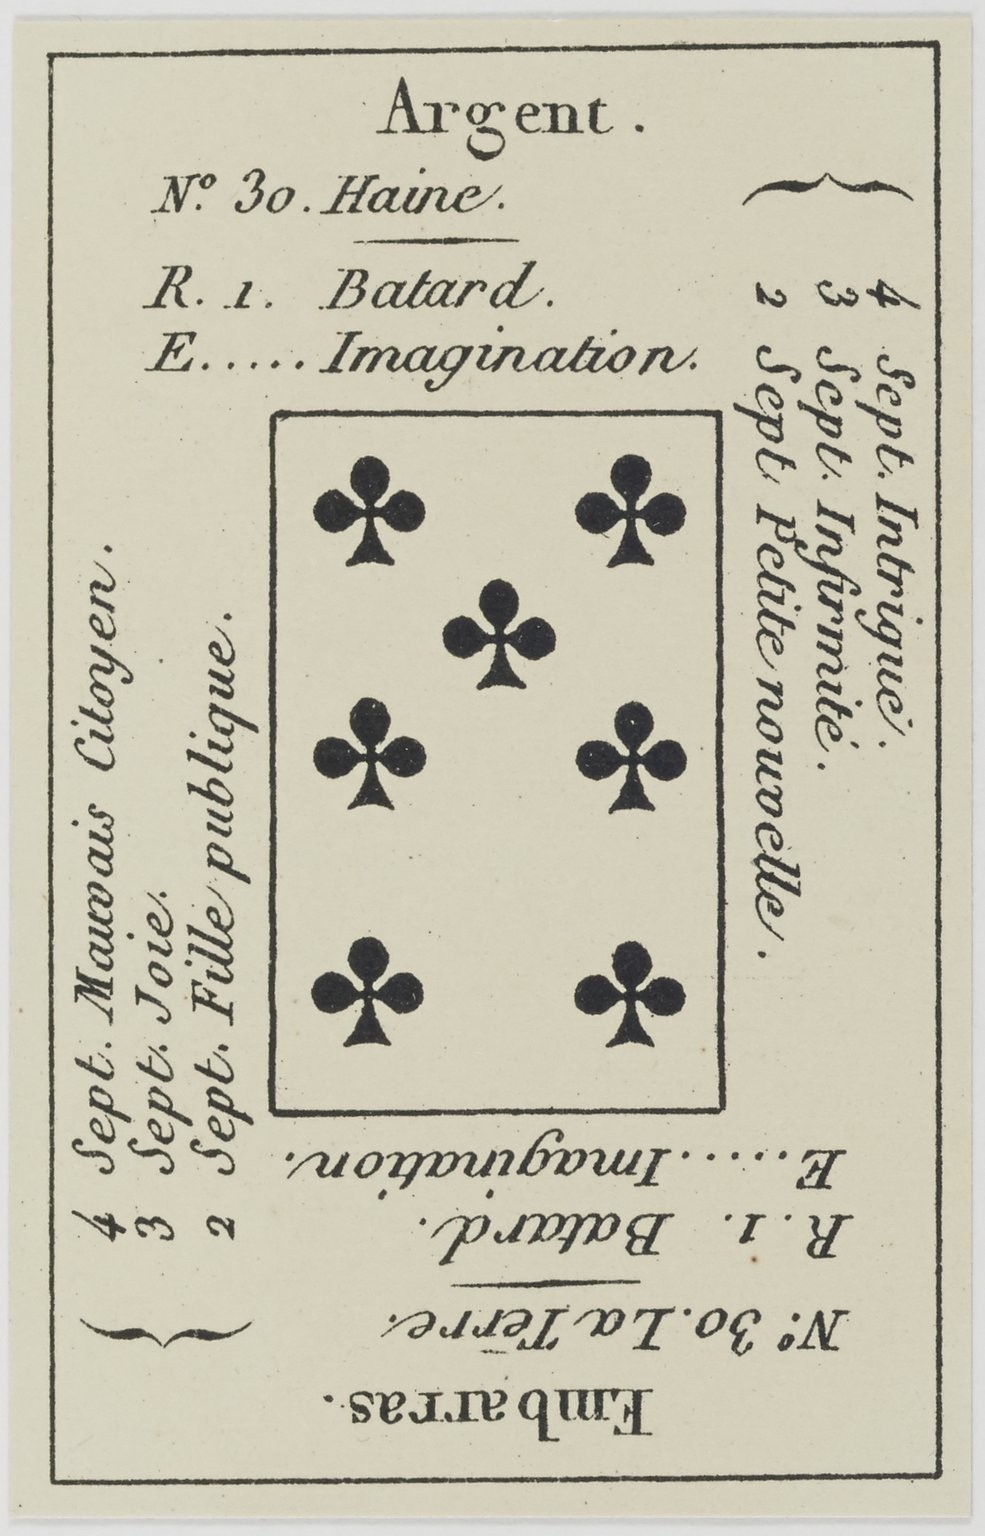 Argent.
N.º 30. Haine.
R. 1. Batard.
E..... Imagination.
4 Sept. Intrigue.
3 Sept. Infirmité.
2 Sept. Petite nouvelle.
Embarras.
N.º 30. La Terre.
R. 1. Batard.
E..... Imagination.
4 Sept. Mauvais Citoyen.
3 Sept. Joie.
2 Sept. Fille publique.